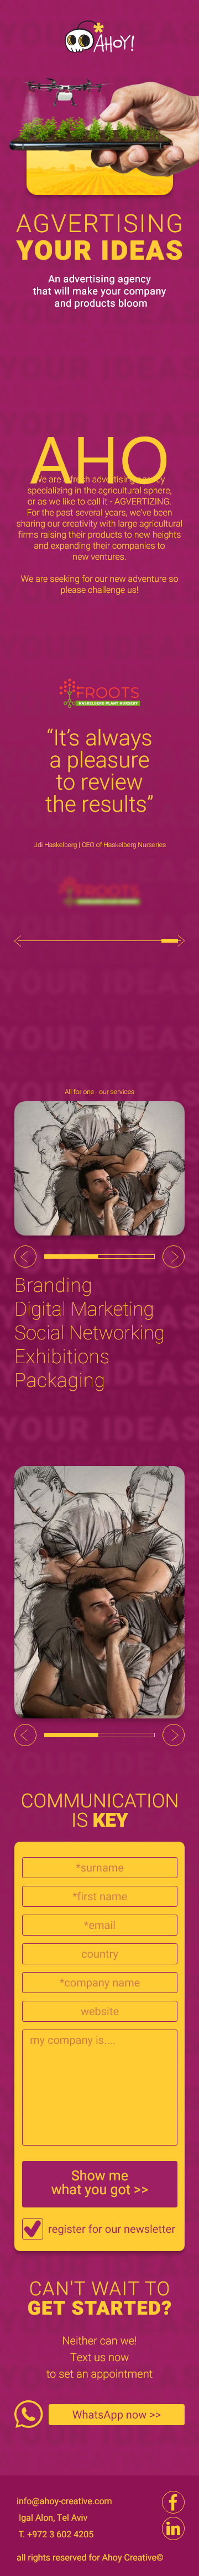 AHOY!
AGVERTISING
YOUR IDEAS
An advertising agency
that will make your company
and products bloom
AHO
We are a fresh advertising agency
specializing in the agricultural sphere,
or as we like to call it - AGVERTIZING.
For the past several years, we've been
sharing our creativity with large agricultural
firms raising their products to new heights
and expanding their companies to
new ventures.
We are seeking for our new adventure so
please challenge us!
FROOTS
HASKELBERG PLANT NURSERY
“It’s always
a pleasure
to review
the results”
Udi Haskelberg | CEO of Haskelberg Nurseries
FROOTS
All for one - our services
Branding
Digital Marketing
Social Networking
Exhibitions
Packaging
COMMUNICATION
IS KEY
*surname
*first name
*email
country
*company name
website
my company is....
Show me
what you got >>
register for our newsletter
CAN'T WAIT TO
GET STARTED?
Neither can we!
Text us now
to set an appointment
WhatsApp now >>
info@ahoy-creative.com
Igal Alon, Tel Aviv
T. +972 3 602 4205
all rights reserved for Ahoy Creative©